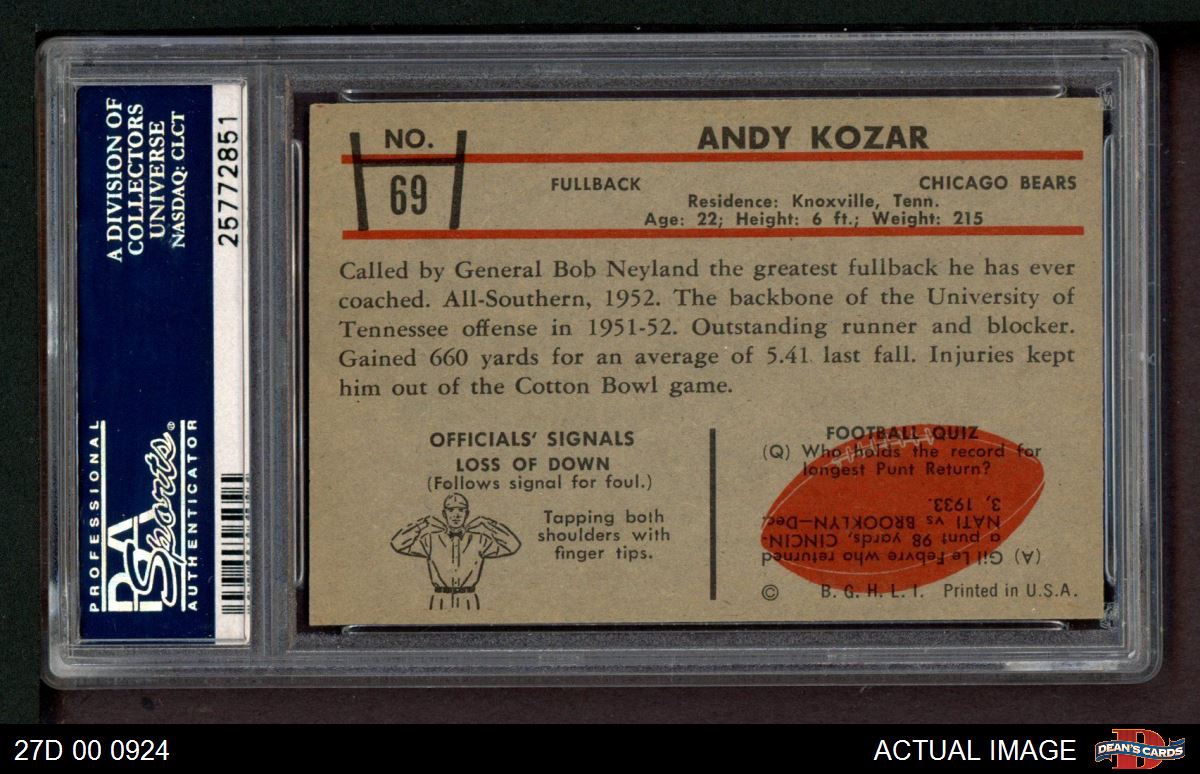 A DIVISION OF
COLLECTORS
UNIVERSE
NASDAQ: CLCT
25772851
PROFESSIONAL
PSA
Sports®
AUTHENTICATOR
NO.
69
ANDY KOZAR
FULLBACK
CHICAGO BEARS
Residence: Knoxville, Tenn.
Age: 22; Height: 6 ft.; Weight: 215
Called by General Bob Neyland the greatest fullback he has ever
coached. All-Southern, 1952. The backbone of the University of
Tennessee offense in 1951-52. Outstanding runner and blocker.
Gained 660 yards for an average of 5.41 last fall. Injuries kept
him out of the Cotton Bowl game.
OFFICIALS' SIGNALS
LOSS OF DOWN
(Follows signal for foul.)
Tapping both
shoulders with
finger tips.
FOOTBALL QUIZ
(Q) Who holds the record for
longest Punt Return?
(A) Gil Le Febvre who returned
a punt 98 yards, CINCIN-
NATI vs BROOKLYN—Dec.
3, 1933.
© B. G. H. L. I. Printed in U.S.A.
27D 00 0924
ACTUAL IMAGE
DEAN'S CARDS